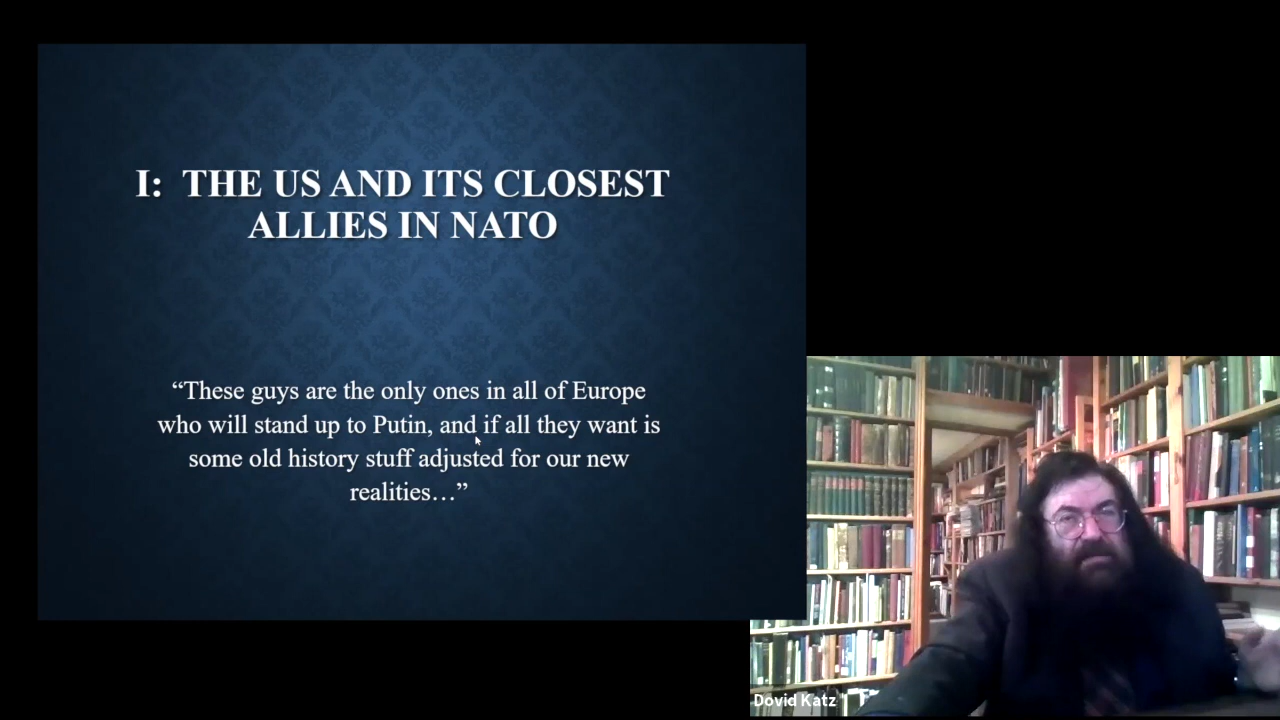 I: THE US AND ITS CLOSEST
ALLIES IN NATO
“These guys are the only ones in all of Europe
who will stand up to Putin, and if all they want is
some old history stuff adjusted for our new
realities…”
Dovid Katz